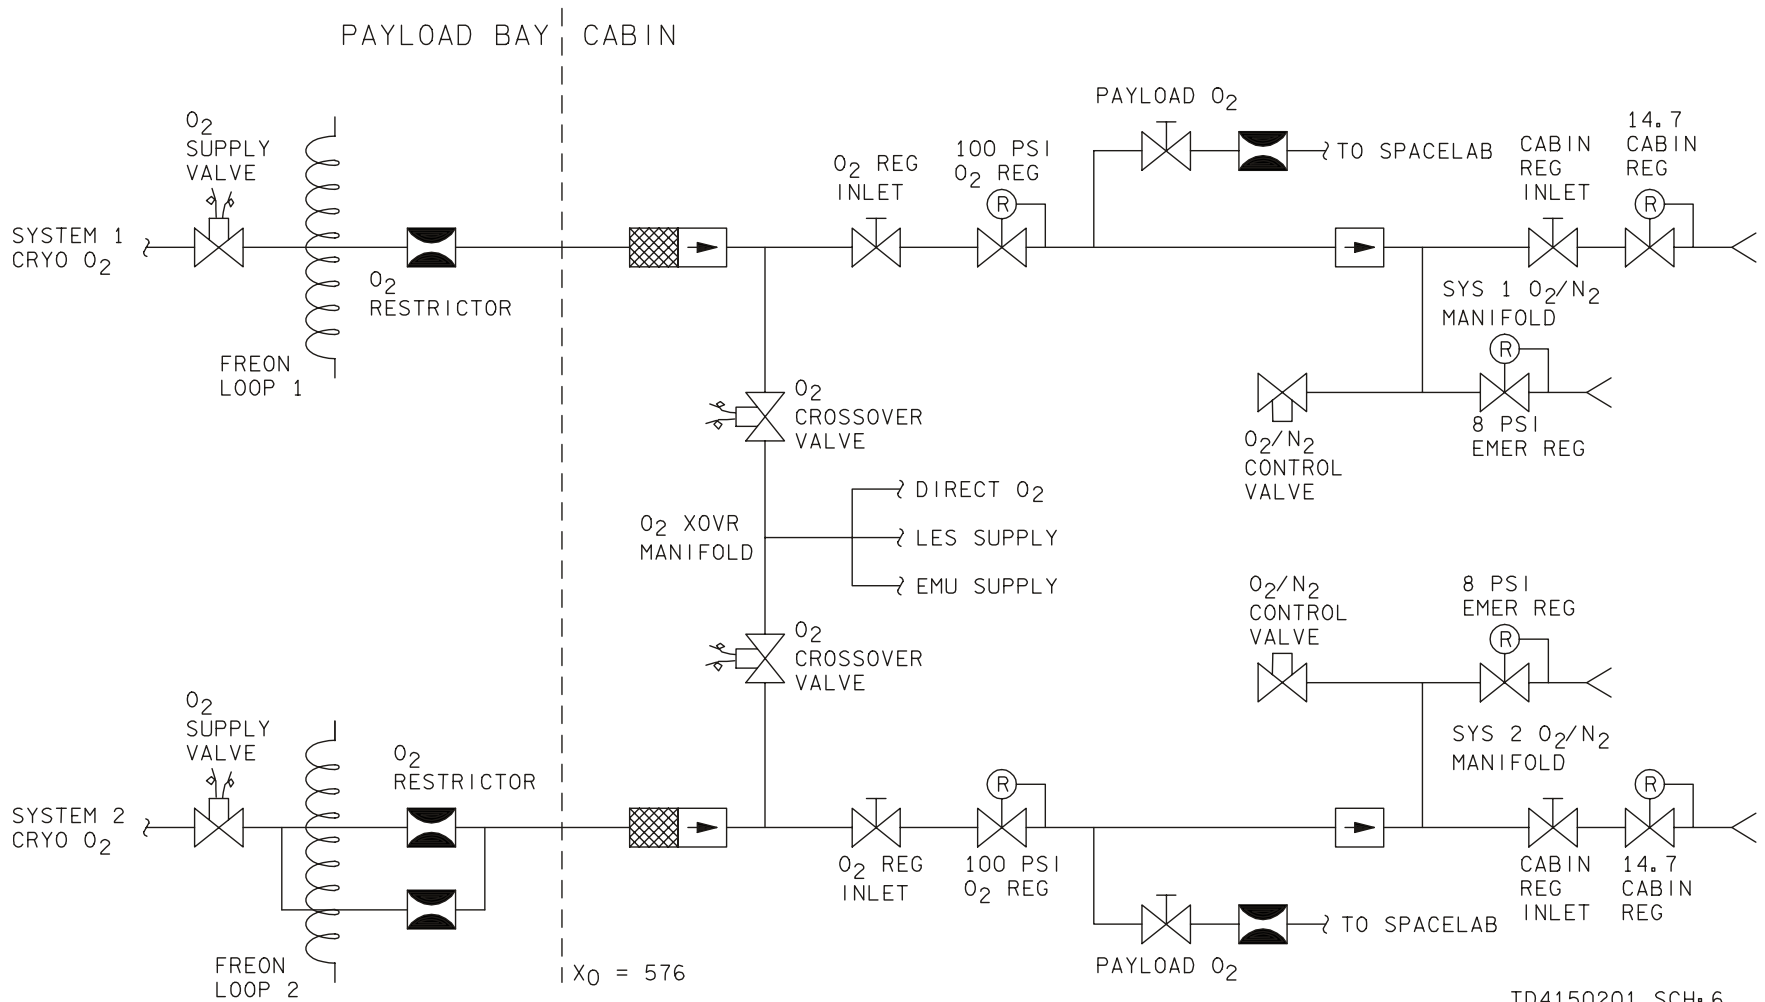 PAYLOAD BAY
CABIN
O2
SUPPLY
VALVE
SYSTEM 1
CRYO O2
FREON
LOOP 1
O2
RESTRICTOR
O2 REG
INLET
100 PSI
O2 REG
R
PAYLOAD O2
TO SPACELAB
CABIN
REG
INLET
14.7
CABIN
REG
R
SYS 1 O2/N2
MANIFOLD
R
8 PSI
EMER REG
O2/N2
CONTROL
VALVE
O2
CROSSOVER
VALVE
O2 XOVR
MANIFOLD
DIRECT O2
LES SUPPLY
EMU SUPPLY
O2
CROSSOVER
VALVE
O2/N2
CONTROL
VALVE
8 PSI
EMER REG
R
SYS 2 O2/N2
MANIFOLD
O2
SUPPLY
VALVE
SYSTEM 2
CRYO O2
O2
RESTRICTOR
FREON
LOOP 2
O2 REG
INLET
R
100 PSI
O2 REG
PAYLOAD O2
TO SPACELAB
CABIN
REG
INLET
R
14.7
CABIN
REG
XO = 576
TD4150201 SCH.6